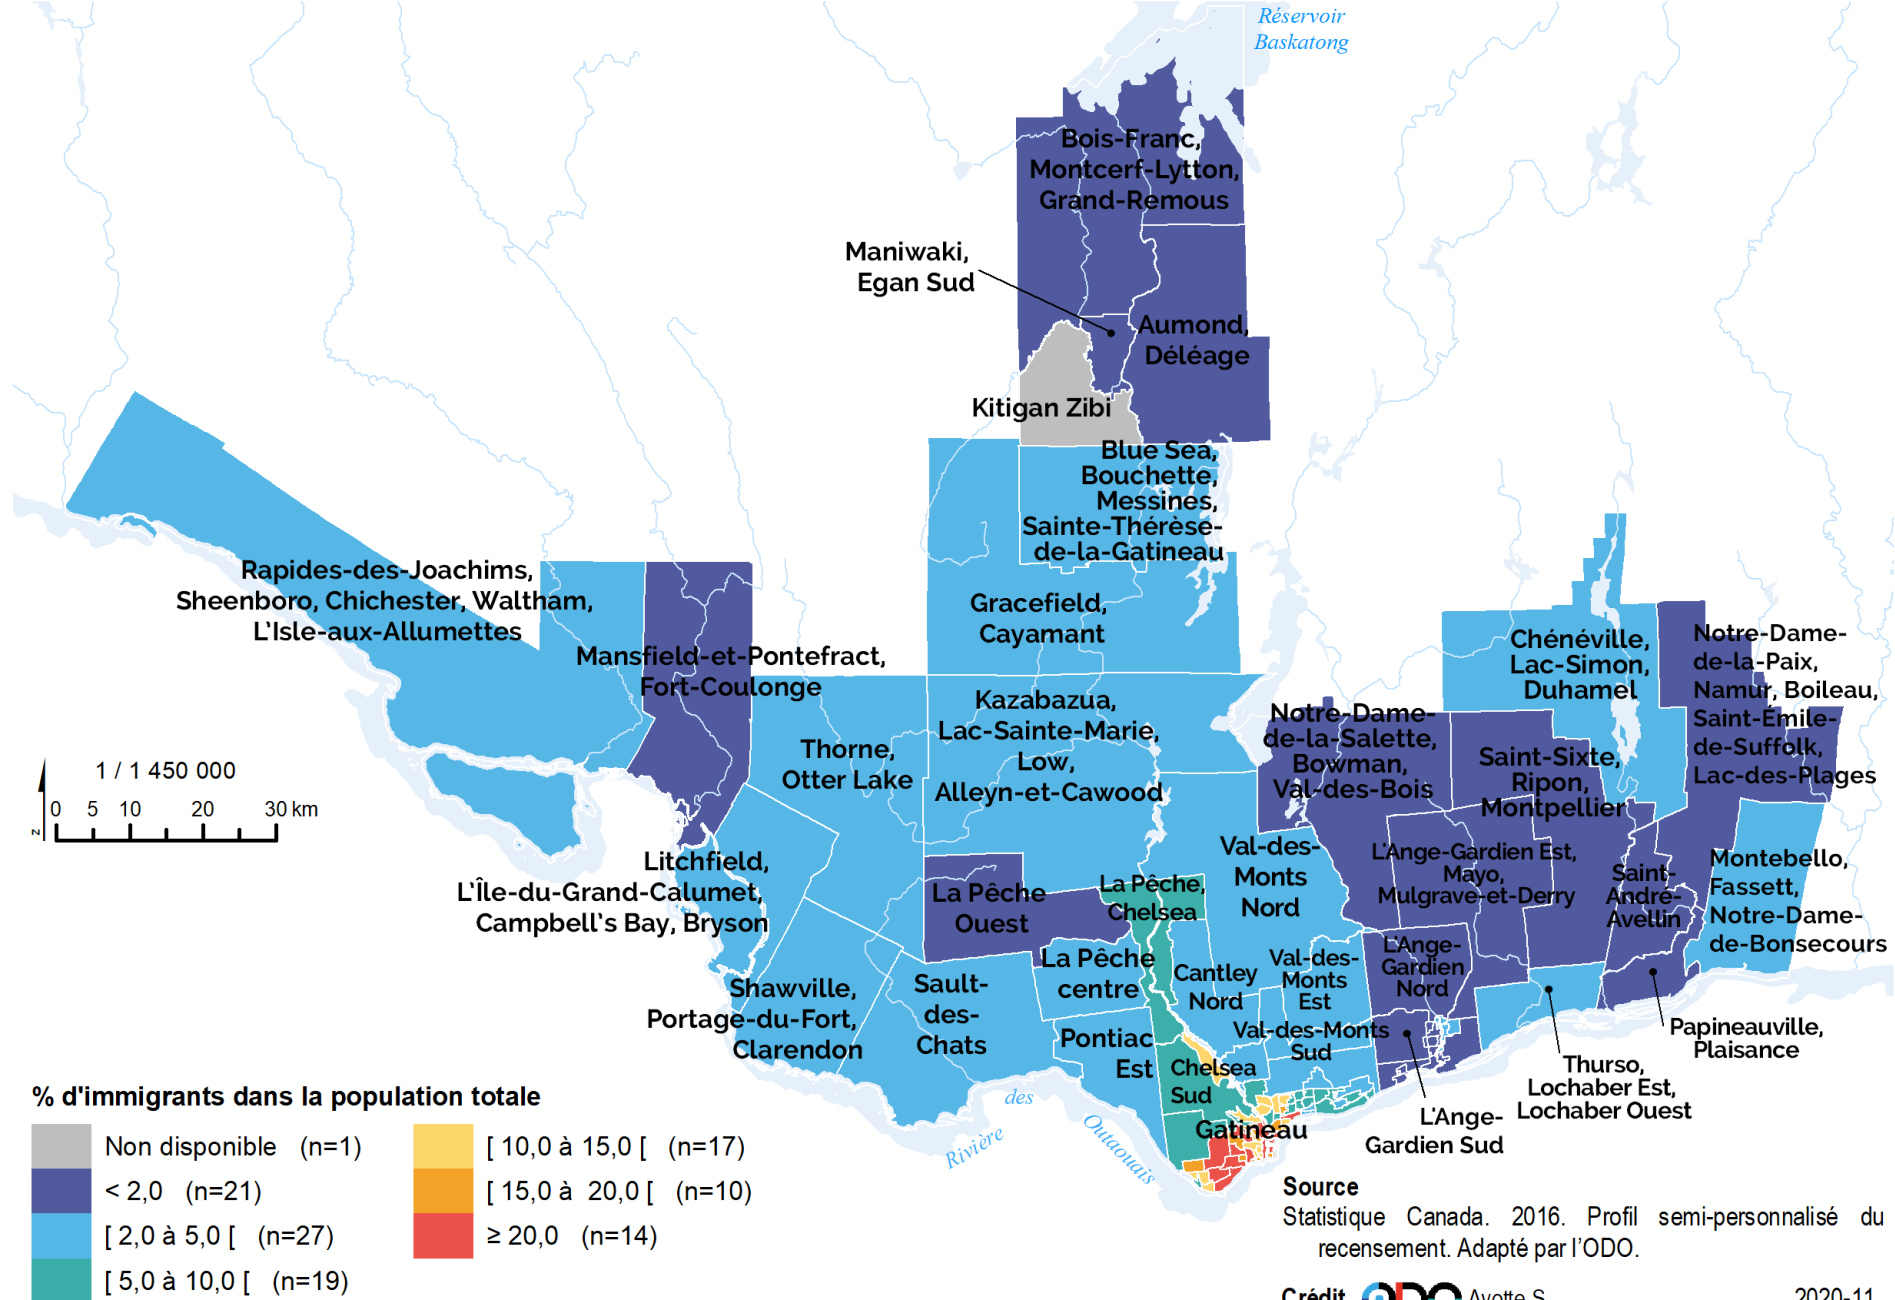 Réservoir
Baskatong
Bois-Franc,
Montcerf-Lytton,
Grand-Remous
Maniwaki,
Egan Sud
Aumond,
Déléage
Kitigan Zibi
Blue Sea,
Bouchette,
Messines,
Sainte-Thérèse-
de-la-Gatineau
Rapides-des-Joachims,
Sheenboro, Chichester, Waltham,
L'Isle-aux-Allumettes
Gracefield,
Cayamant
Mansfield-et-Pontefract,
Fort-Coulonge
Chénéville,
Lac-Simon,
Duhamel
Notre-Dame-
de-la-Paix,
Namur, Boileau,
Saint-Émile-
de-Suffolk,
Lac-des-Plages
Kazabazua,
Lac-Sainte-Marie,
Low,
Alleyn-et-Cawood
Thorne,
Otter Lake
Notre-Dame-
de-la-Salette,
Bowman,
Val-des-Bois
Saint-Sixte,
Ripon,
Montpellier
1 / 1 450 000
0 5 10 20 30 km
z
Litchfield,
L'Île-du-Grand-Calumet,
Campbell's Bay, Bryson
La Pêche
Ouest
La Pêche,
Chelsea
Val-des-
Monts
Nord
L'Ange-Gardien Est,
Mayo,
Mulgrave-et-Derry
Saint-
André-
Avellin
Montebello,
Fassett,
Notre-Dame-
de-Bonsecours
Shawville,
Portage-du-Fort,
Clarendon
Sault-
des-
Chats
La Pêche
centre
Cantley
Nord
Val-des-
Monts
Est
L'Ange-
Gardien
Nord
Pontiac
Est
Val-des-Monts
Sud
Chelsea
Sud
Papineauville,
Plaisance
Thurso,
Lochaber Est,
Lochaber Ouest
L'Ange-
Gardien Sud
Gatineau
Rivière
des
Outaouais
% d'immigrants dans la population totale
Non disponible (n=1)
< 2,0 (n=21)
[ 2,0 à 5,0 [ (n=27)
[ 5,0 à 10,0 [ (n=19)
[ 10,0 à 15,0 [ (n=17)
[ 15,0 à 20,0 [ (n=10)
≥ 20,0 (n=14)
Source
Statistique Canada. 2016. Profil semi-personnalisé du
recensement. Adapté par l'ODO.
Crédit ODO Ayotte S. 2020-11